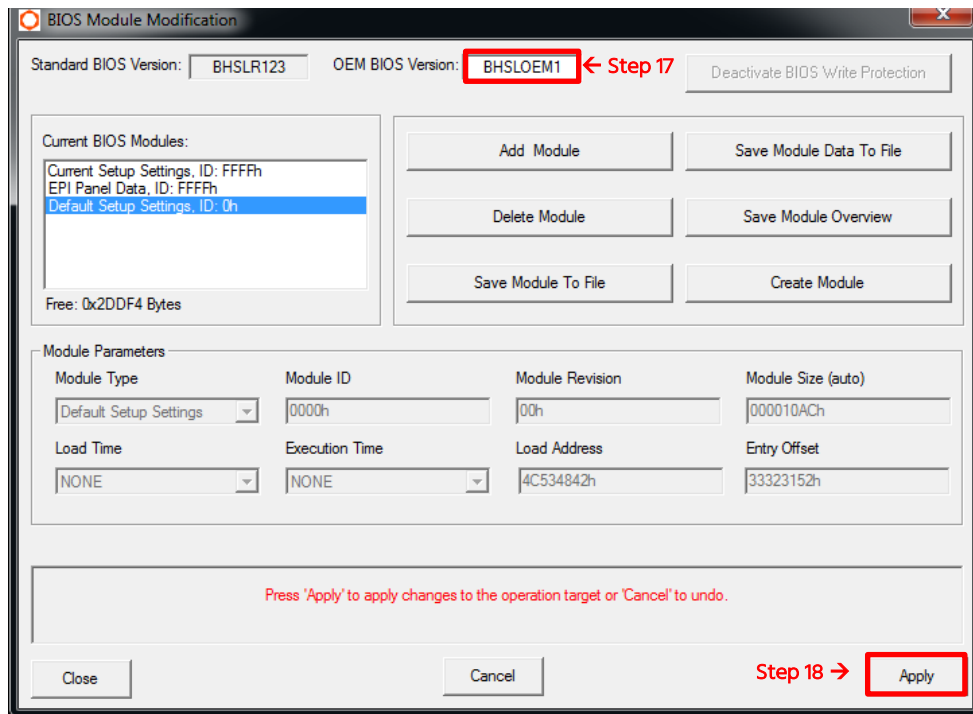 BIOS Module Modification
Standard BIOS Version: BHSLR123 OEM BIOS Version: BHSLOEM1 ← Step 17 Deactivate BIOS Write Protection
Current BIOS Modules:
Current Setup Settings, ID: FFFFh
EPI Panel Data, ID: FFFFh
Default Setup Settings, ID: 0h
Free: 0x2DDF4 Bytes
Add Module Save Module Data To File
Delete Module Save Module Overview
Save Module To File Create Module
Module Parameters
Module Type Module ID Module Revision Module Size (auto)
Default Setup Settings 0000h 00h 000010ACh
Load Time Execution Time Load Address Entry Offset
NONE NONE 4C534842h 33323152h
Press 'Apply' to apply changes to the operation target or 'Cancel' to undo.
Close Cancel Step 18 → Apply